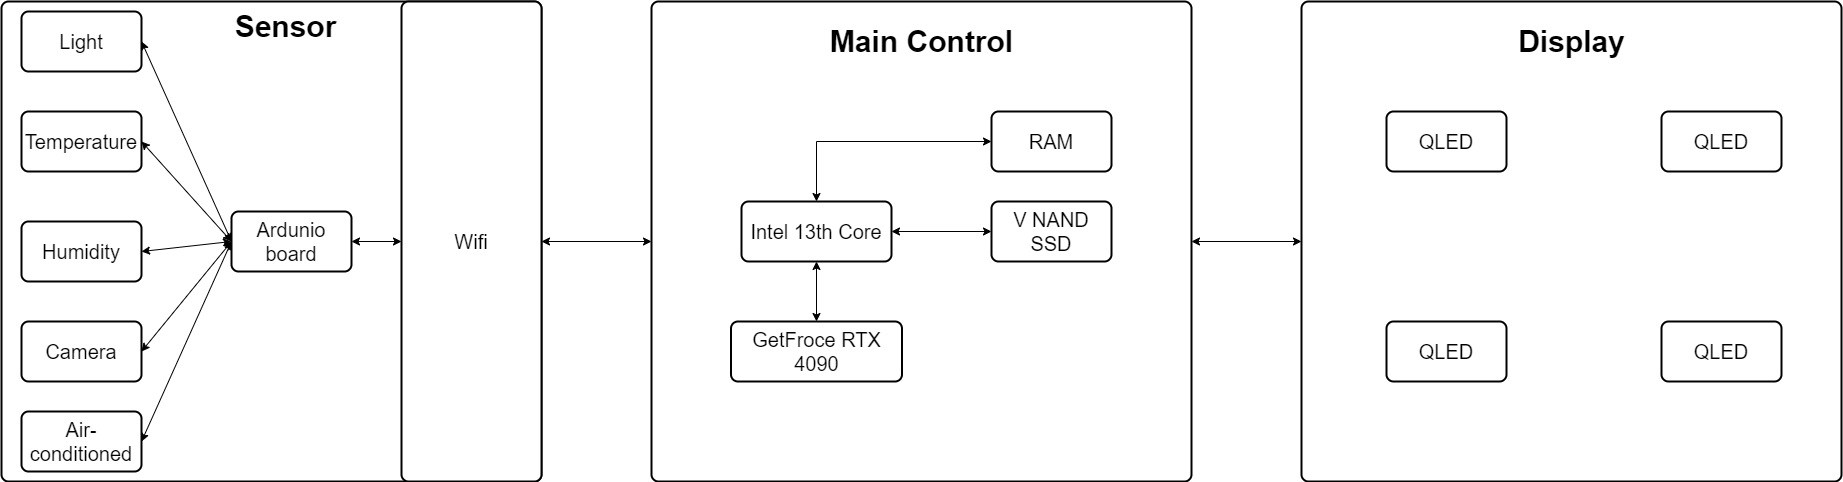 Sensor
Light
Temperature
Humidity
Camera
Air-
conditioned
Ardunio
board
Wifi
Main Control
RAM
Intel 13th Core
V NAND
SSD
GetFroce RTX
4090
Display
QLED
QLED
QLED
QLED